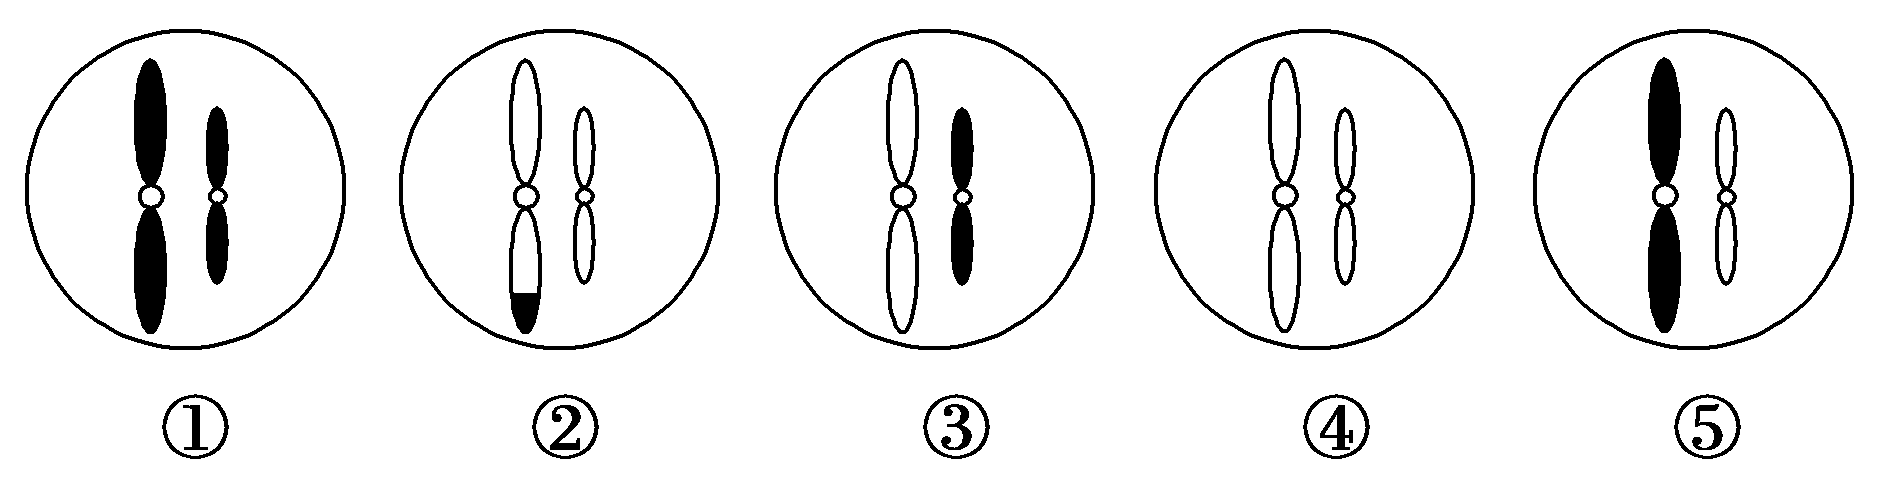 ① ② ③ ④ ⑤